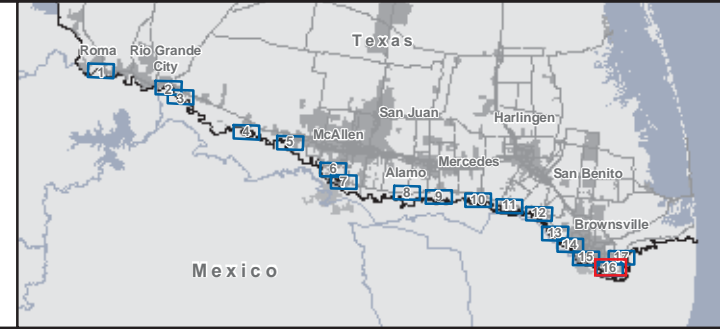 Texas
Roma
Rio Grande
City
1
2
3
4
5
McAllen
San Juan
Harlingen
6
7
Alamo
Mercedes
San Benito
8
9
10
11
12
Brownsville
13
14
15
16
17
Mexico